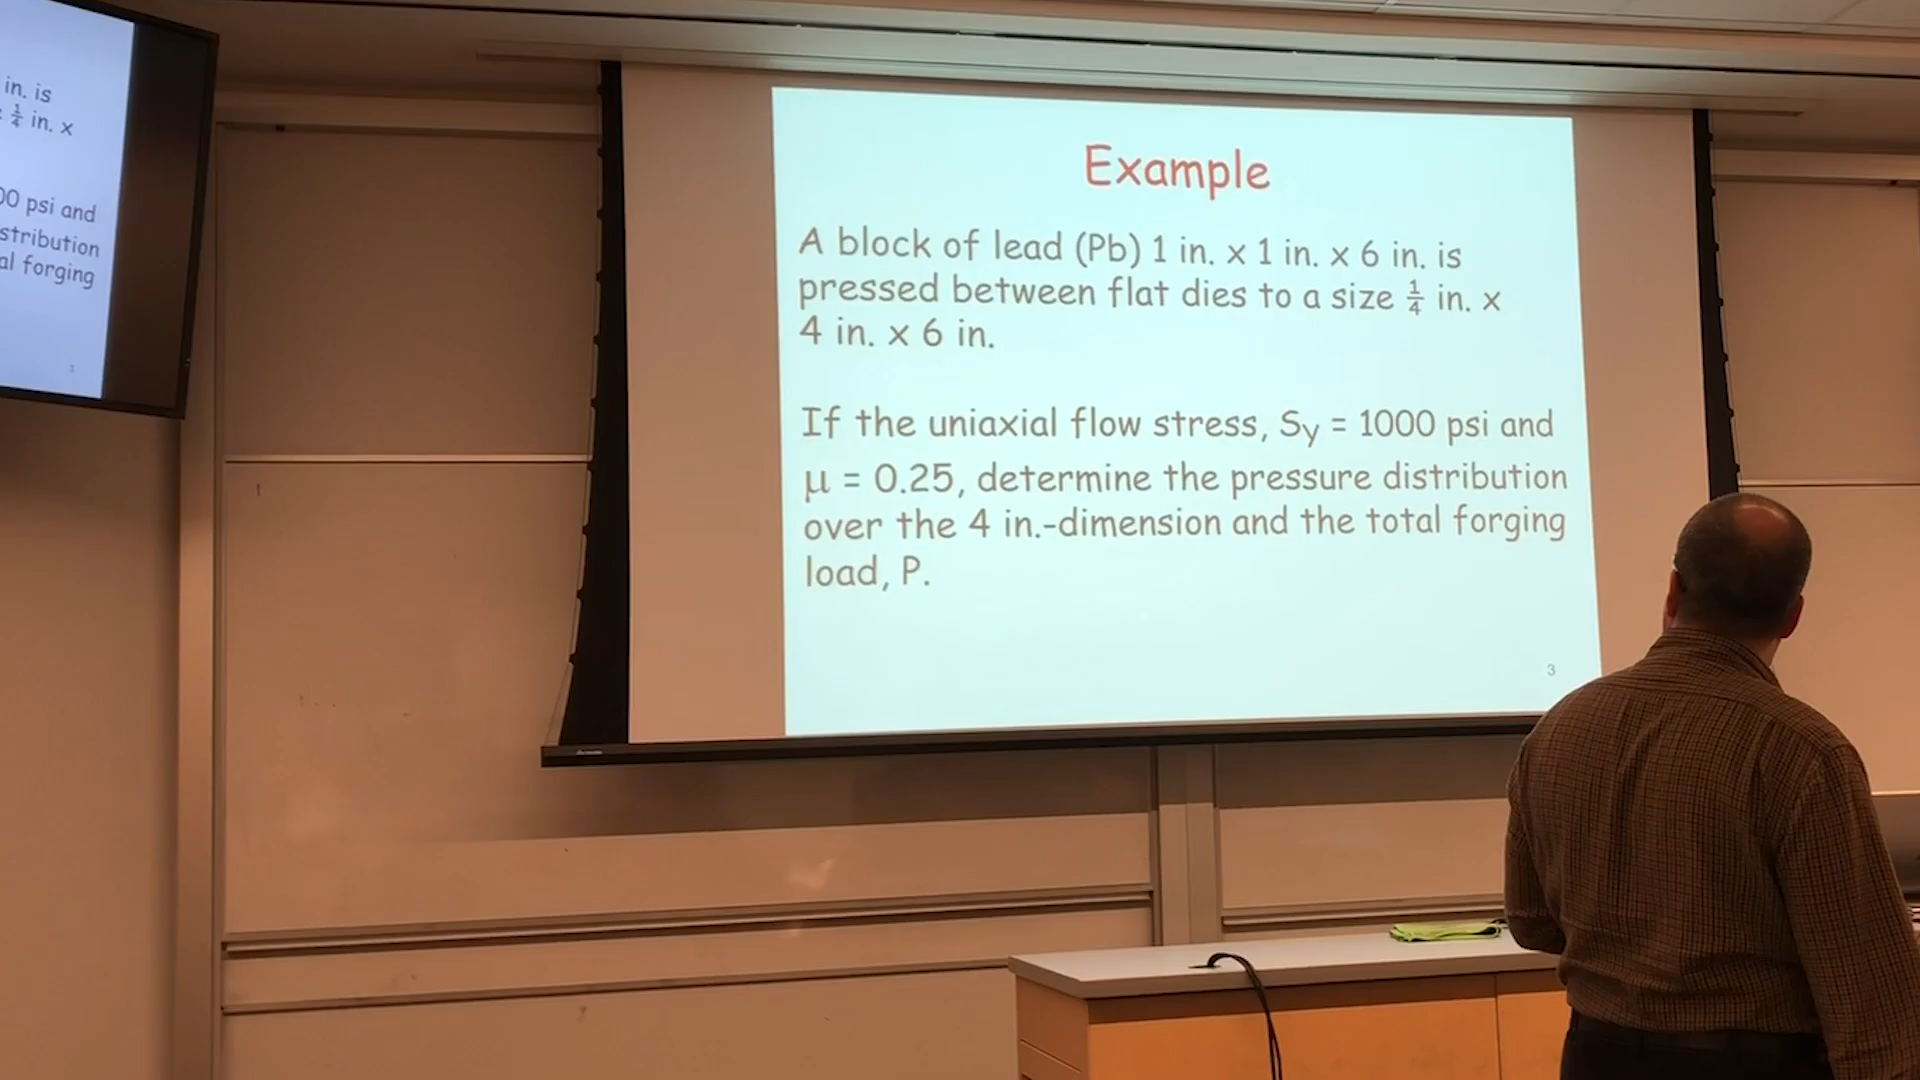 in. is
1/4 in. x
00 psi and
stribution
al forging
3
Example
A block of lead (Pb) 1 in. x 1 in. x 6 in. is
pressed between flat dies to a size 1/4 in. x
4 in. x 6 in.
If the uniaxial flow stress, Sy = 1000 psi and
μ = 0.25, determine the pressure distribution
over the 4 in.-dimension and the total forging
load, P.
3